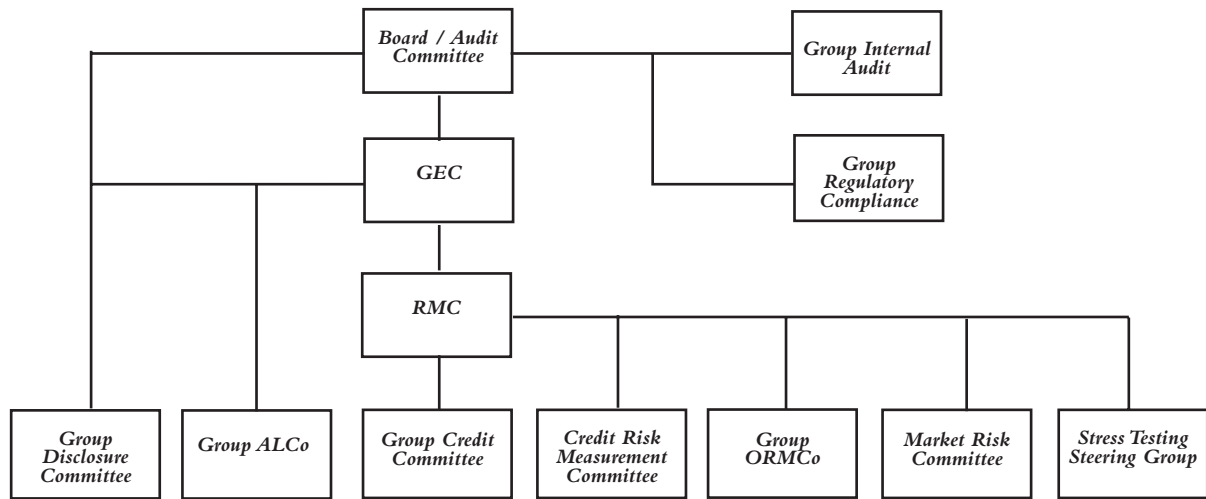 Board / Audit
Committee
Group Internal
Audit
GEC
Group
Regulatory
Compliance
RMC
Group
Disclosure
Committee
Group ALCo
Group Credit
Committee
Credit Risk
Measurement
Committee
Group
ORMCo
Market Risk
Committee
Stress Testing
Steering Group